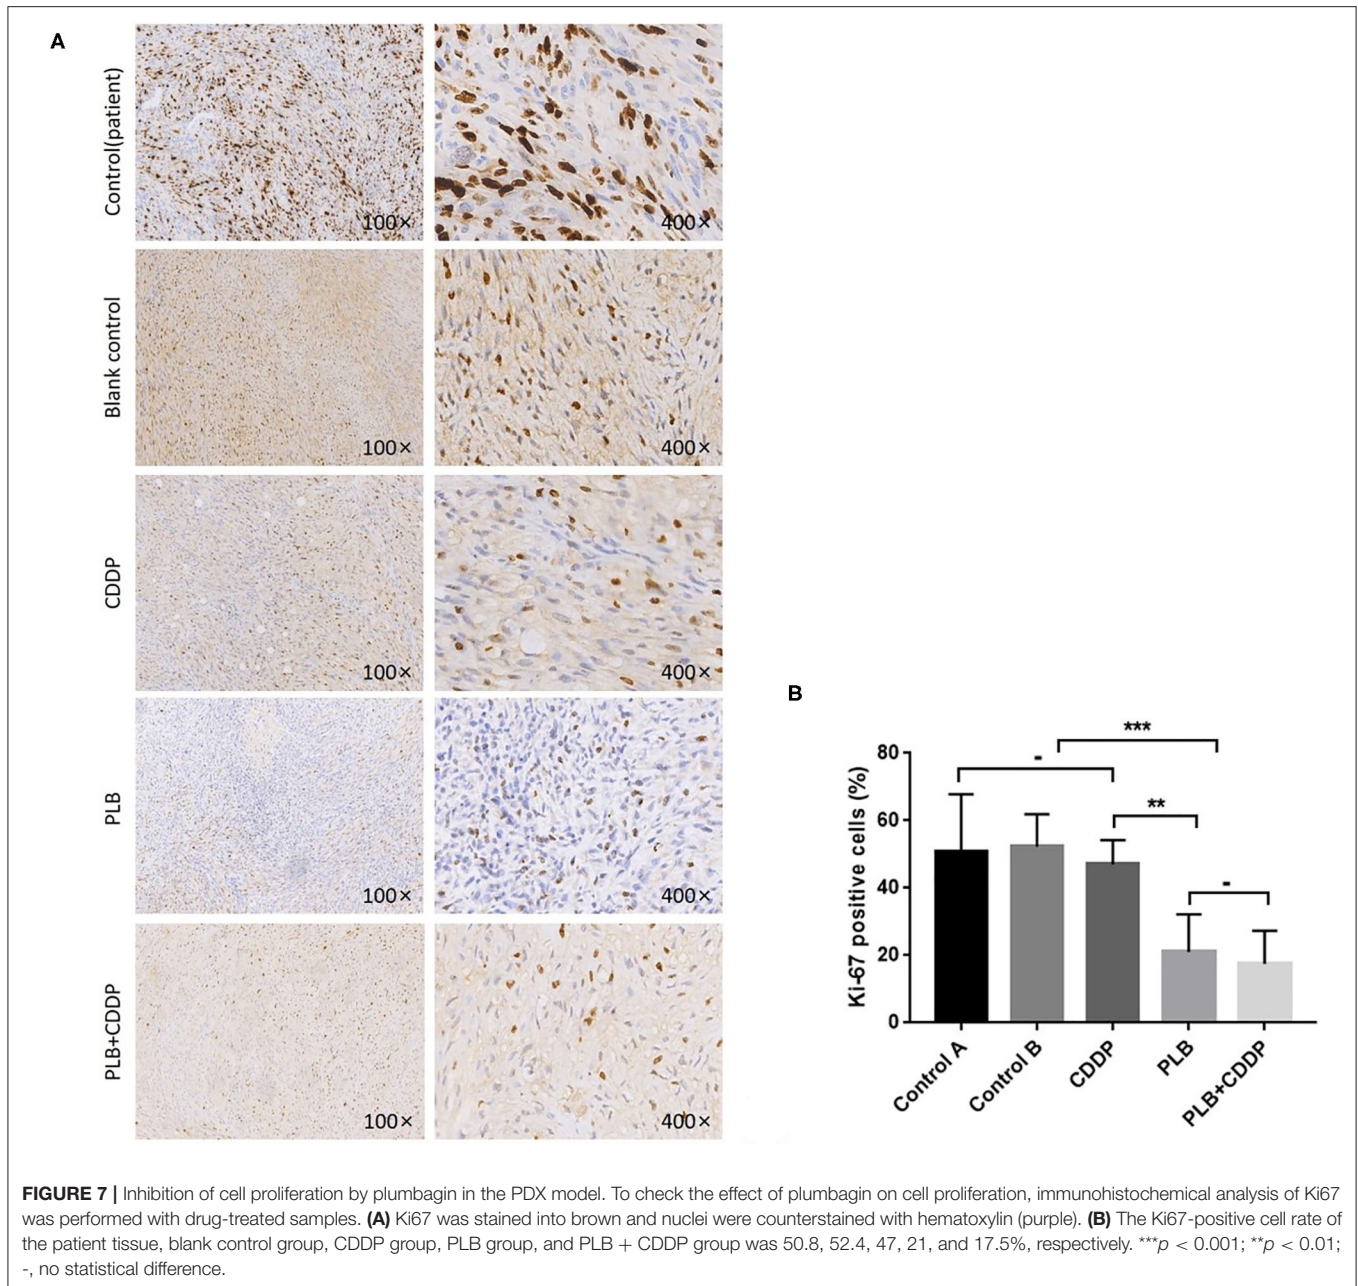 A
Control(patient)
100×
400×
Blank control
100×
400×
CDDP
100×
400×
PLB
100×
400×
PLB+CDDP
100×
400×
B
Ki-67 positive cells (%)
80
60
40
20
0
***
-
**
-
Control A
Control B
CDDP
PLB
PLB+CDDP
FIGURE 7 | Inhibition of cell proliferation by plumbagin in the PDX model. To check the effect of plumbagin on cell proliferation, immunohistochemical analysis of Ki67
was performed with drug-treated samples. (A) Ki67 was stained into brown and nuclei were counterstained with hematoxylin (purple). (B) The Ki67-positive cell rate of
the patient tissue, blank control group, CDDP group, PLB group, and PLB + CDDP group was 50.8, 52.4, 47, 21, and 17.5%, respectively. ***p < 0.001; **p < 0.01;
-, no statistical difference.